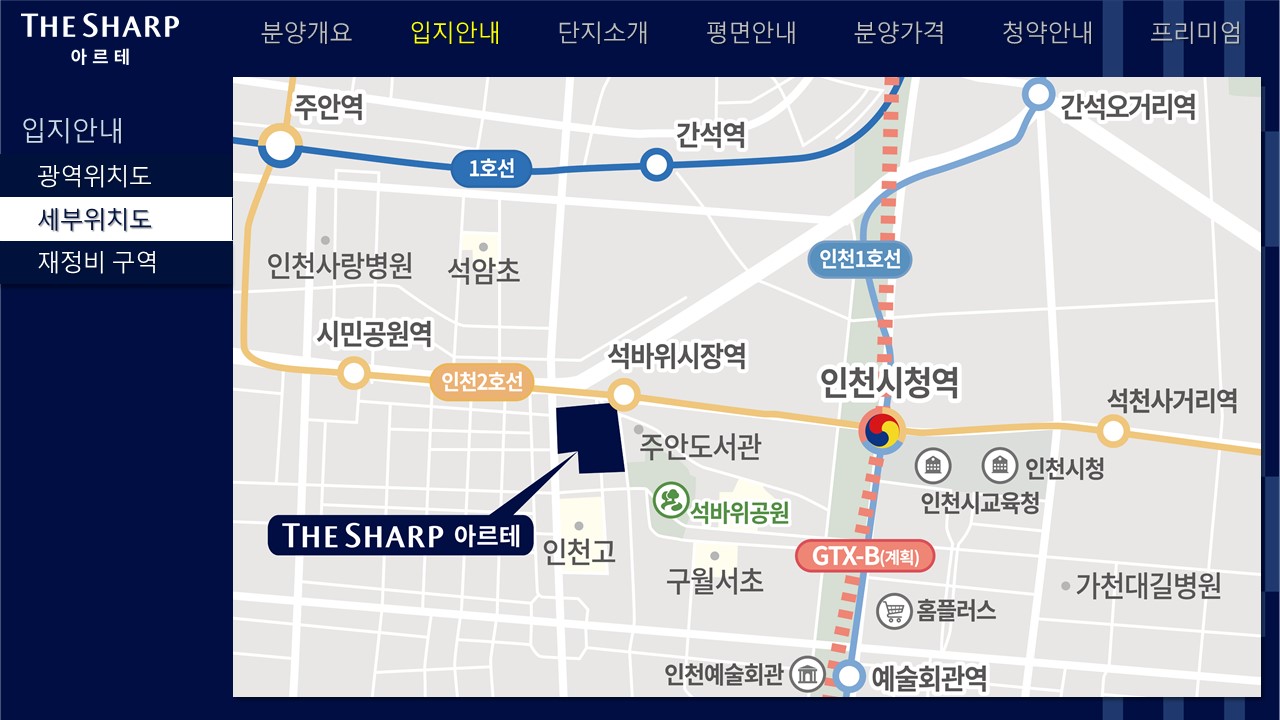 THE SHARP
아르테
분양개요 입지안내 단지소개 평면안내 분양가격 청약안내 프리미엄
입지안내
광역위치도
세부위치도
재정비 구역
주안역
간석역
간석오거리역
1호선
인천사랑병원
석암초
인천1호선
시민공원역
석바위시장역
인천2호선
인천시청역
석천사거리역
주안도서관
인천시청
인천시교육청
석바위공원
THE SHARP 아르테
인천고
GTX-B(계획)
구월서초
가천대길병원
홈플러스
인천예술회관
예술회관역